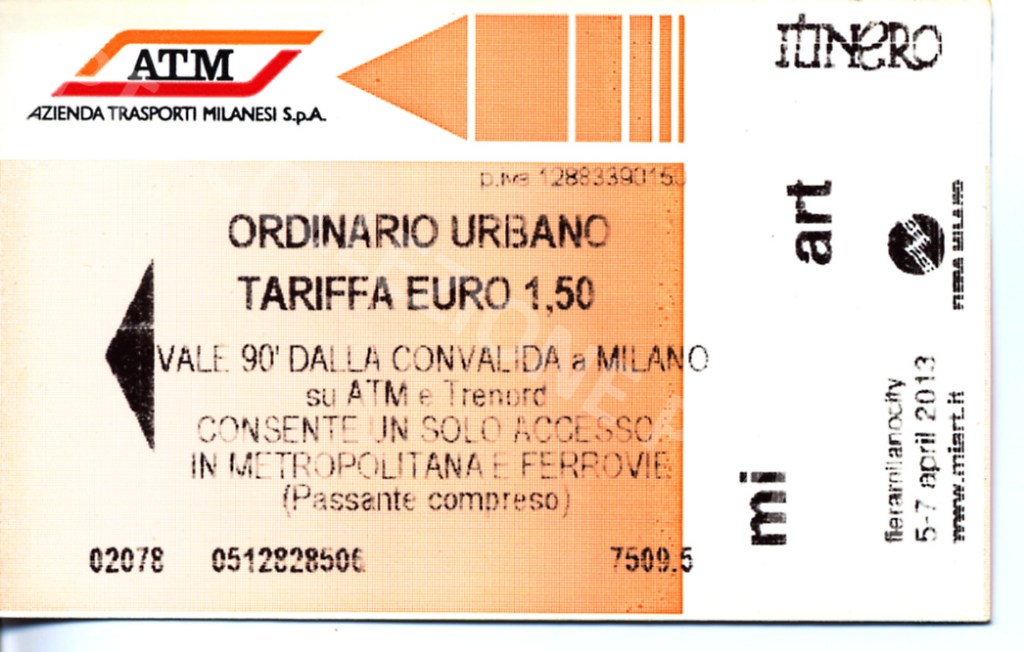 ATM
AZIENDA TRASPORTI MILANESI S.p.A.
ITINERO
p.iva 12883390150
ORDINARIO URBANO
TARIFFA EURO 1,50
VALE 90' DALLA CONVALIDA a MILANO
su ATM e Trenord
CONSENTE UN SOLO ACCESSO
IN METROPOLITANA E FERROVIE
(Passante compreso)
02078 0512828506 7509.5
mi art
FIERA MILANO
fieramilanocity
5-7 april 2013
www.miart.it